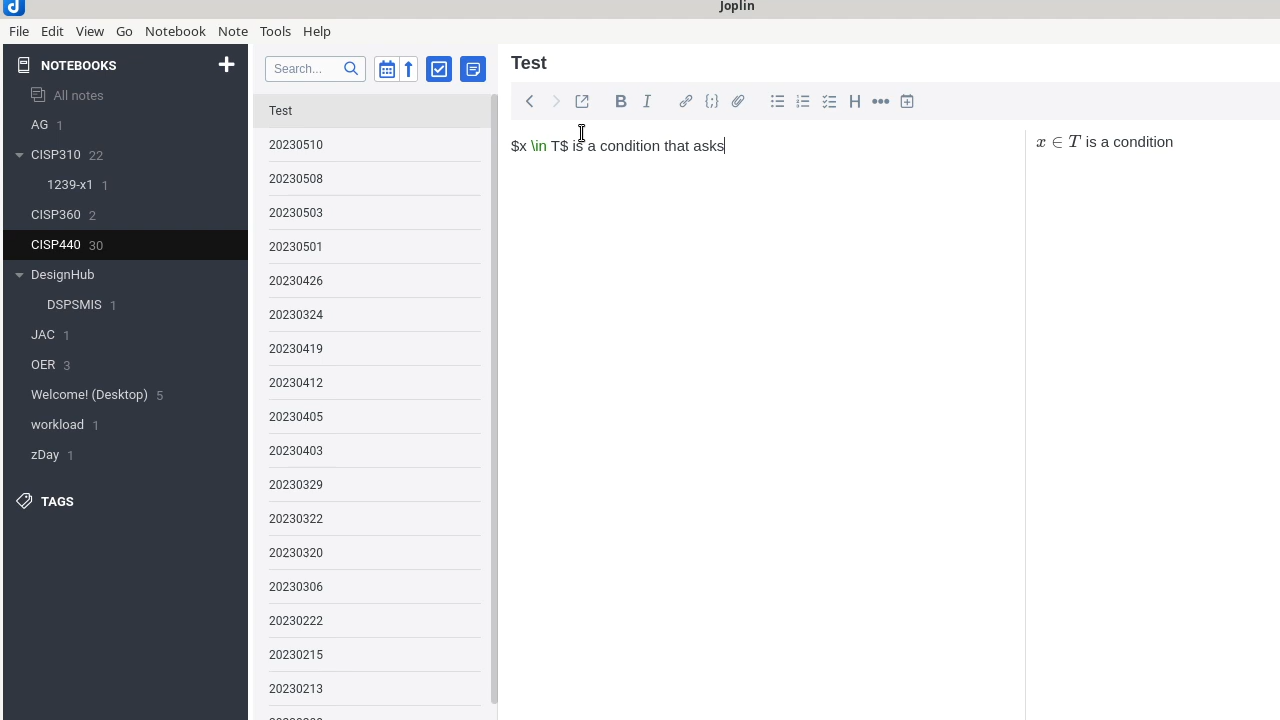 Joplin
File Edit View Go Notebook Note Tools Help
NOTEBOOKS
All notes
AG 1
CISP310 22
1239-x1 1
CISP360 2
CISP440 30
DesignHub
DSPSMIS 1
JAC 1
OER 3
Welcome! (Desktop) 5
workload 1
zDay 1
TAGS
Search...
Test
20230510
20230508
20230503
20230501
20230426
20230324
20230419
20230412
20230405
20230403
20230329
20230322
20230320
20230306
20230222
20230215
20230213
Test
B I H
$x \in T$ is a condition that asks
x ∈ T is a condition